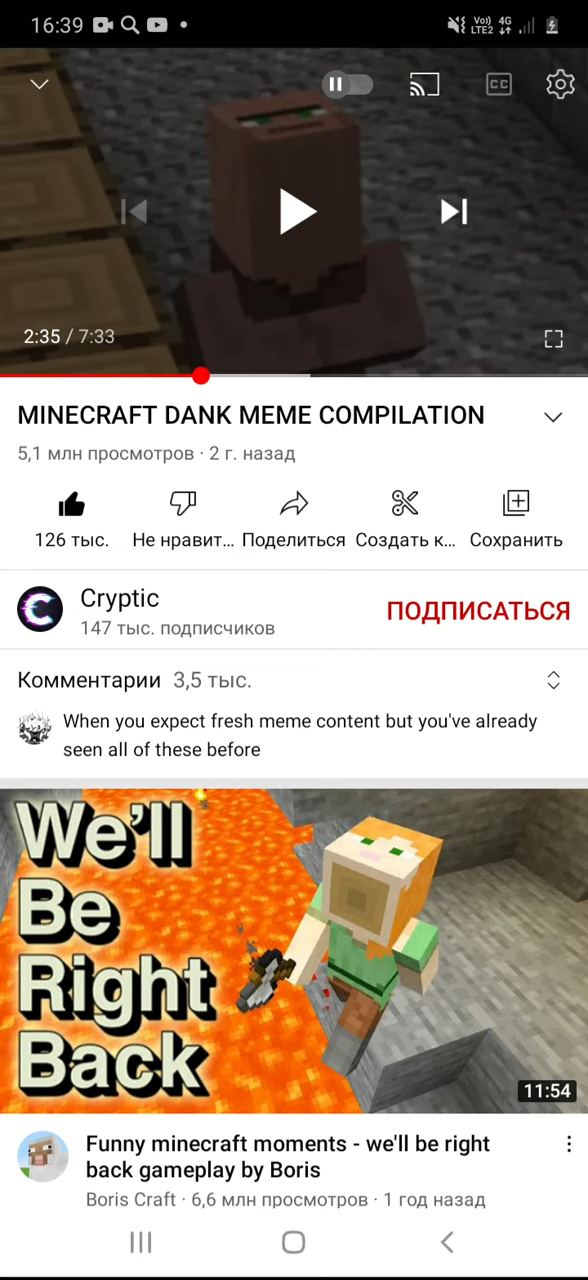 16:39
Vo)) 4G
LTE2
CC
2:35 / 7:33
MINECRAFT DANK MEME COMPILATION
5,1 млн просмотров · 2 г. назад
126 тыс. Не нравит... Поделиться Создать к... Сохранить
Cryptic
147 тыс. подписчиков
ПОДПИСАТЬСЯ
Комментарии 3,5 тыс.
When you expect fresh meme content but you've already
seen all of these before
We'll
Be
Right
Back
11:54
Funny minecraft moments - we'll be right
back gameplay by Boris
Boris Craft · 6,6 млн просмотров · 1 год назад